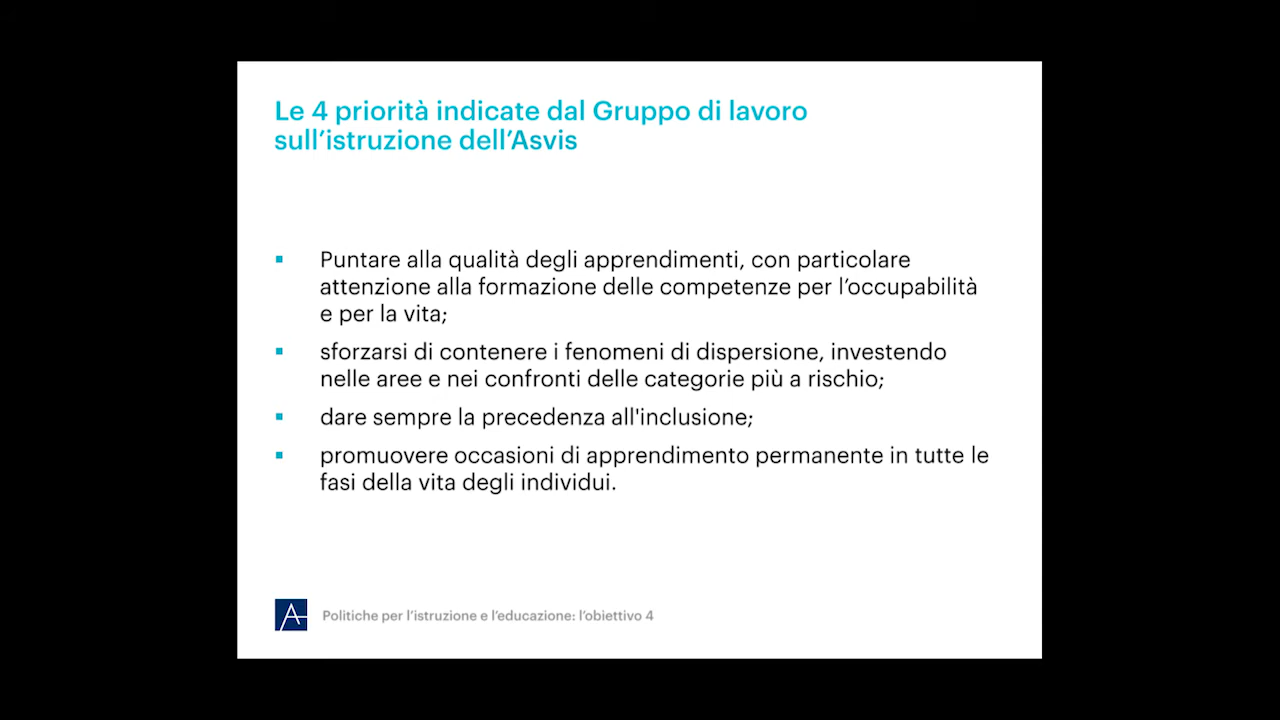 Le 4 priorità indicate dal Gruppo di lavoro
sull’istruzione dell’Asvis
Puntare alla qualità degli apprendimenti, con particolare
attenzione alla formazione delle competenze per l’occupabilità
e per la vita;
sforzarsi di contenere i fenomeni di dispersione, investendo
nelle aree e nei confronti delle categorie più a rischio;
dare sempre la precedenza all'inclusione;
promuovere occasioni di apprendimento permanente in tutte le
fasi della vita degli individui.
Politiche per l’istruzione e l’educazione: l’obiettivo 4